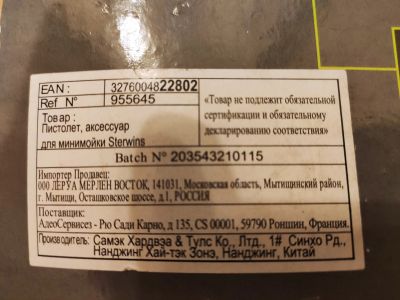 EAN : 3276004822802
Ref N° 955645
Товар :
Пистолет, аксессуар
для минимойки Sterwins
«Товар не подлежит обязательной
сертификации и обязательному
декларированию соответствия»
Batch N° 203543210115
Импортер Продавец:
ООО ЛЕРУА МЕРЛЕН ВОСТОК, 141031, Московская область, Мытищинский район,
г. Мытищи, Осташковское шоссе, д.1, РОССИЯ
Поставщик:
АдеоСервисез - Рю Сади Карно, д 135, CS 00001, 59790 Роншин, Франция.
Производитель: Самэк Хардвэа & Тулс Ко., Лтд., 1# Синхо Рд.,
Нанджинг Хай-тэк Зонэ, Нанджинг, Китай